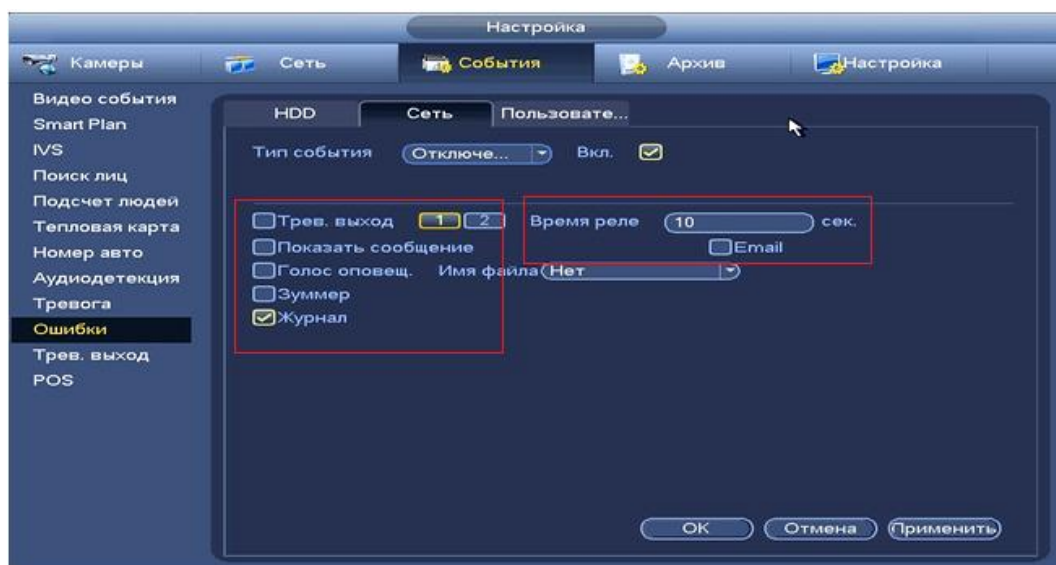 Настройка
Камеры Сеть События Архив Настройка
Видео события
Smart Plan
IVS
Поиск лиц
Подсчет людей
Тепловая карта
Номер авто
Аудиодетекция
Тревога
Ошибки
Трев. выход
POS
HDD Сеть Пользовате...
Тип события Отключе... Вкл.
Трев. выход 1 2 Время реле 10 сек.
Показать сообщение Email
Голос оповещ. Имя файла Нет
Зуммер
Журнал
OK Отмена Применить